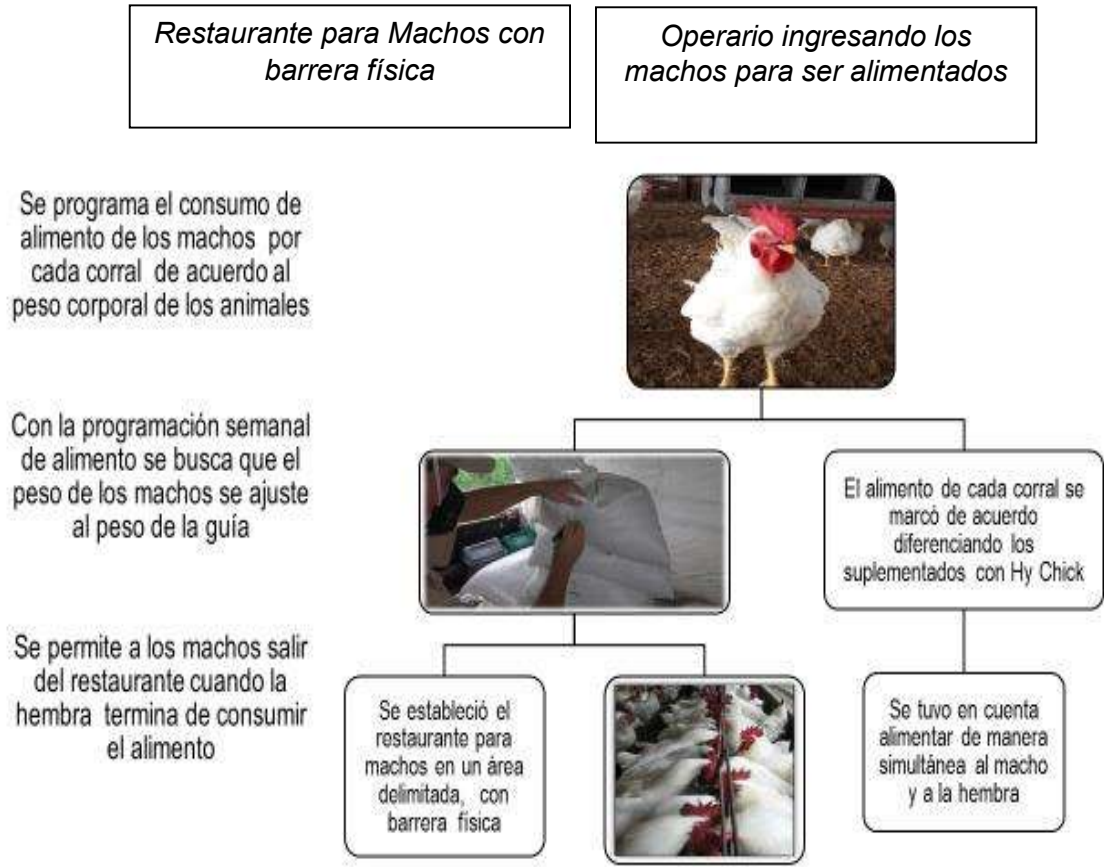 Restaurante para Machos con
barrera física
Operario ingresando los
machos para ser alimentados
Se programa el consumo de
alimento de los machos por
cada corral de acuerdo al
peso corporal de los animales
Con la programación semanal
de alimento se busca que el
peso de los machos se ajuste
al peso de la guía
El alimento de cada corral se
marcó de acuerdo
diferenciando los
suplementados con Hy Chick
Se permite a los machos salir
del restaurante cuando la
hembra termina de consumir
el alimento
Se estableció el
restaurante para
machos en un área
delimitada, con
barrera física
Se tuvo en cuenta
alimentar de manera
simultánea al macho
y a la hembra